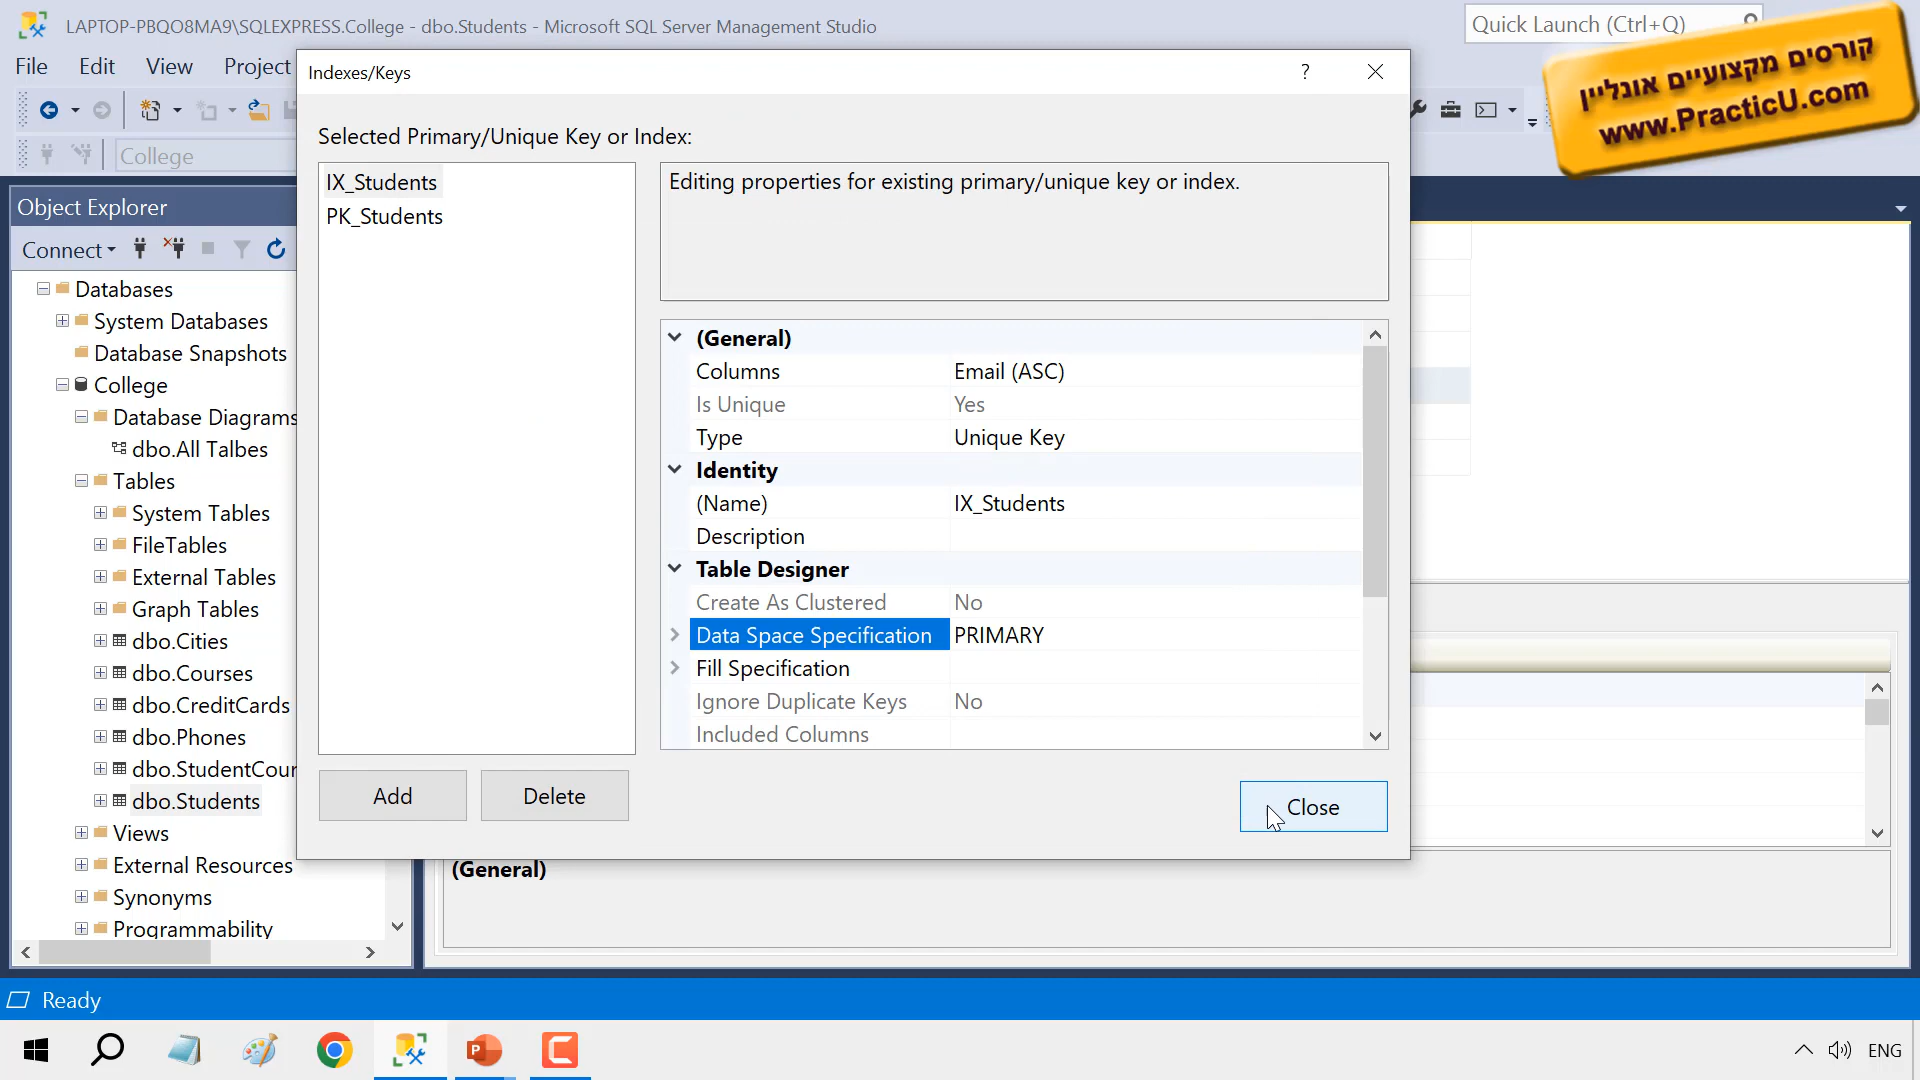 LAPTOP-PBQO8MA9\SQLEXPRESS.College - dbo.Students - Microsoft SQL Server Management Studio
Quick Launch (Ctrl+Q)
קורסים מקצועיים אונליין
www.PracticU.com
File Edit View Project
College
Indexes/Keys
?
Selected Primary/Unique Key or Index:
IX_Students
PK_Students
Editing properties for existing primary/unique key or index.
(General)
Columns Email (ASC)
Is Unique Yes
Type Unique Key
Identity
(Name) IX_Students
Description
Table Designer
Create As Clustered No
Data Space Specification PRIMARY
Fill Specification
Ignore Duplicate Keys No
Included Columns
Add
Delete
Close
Object Explorer
Connect
Databases
System Databases
Database Snapshots
College
Database Diagrams
dbo.All Talbes
Tables
System Tables
FileTables
External Tables
Graph Tables
dbo.Cities
dbo.Courses
dbo.CreditCards
dbo.Phones
dbo.StudentCour
dbo.Students
Views
External Resources
Synonyms
Programmability
(General)
Ready
ENG